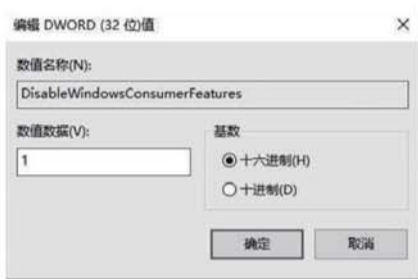 编辑 DWORD (32 位)值
数值名称(N):
DisableWindowsConsumerFeatures
数值数据(V):
1
基数
十六进制(H)
十进制(D)
确定
取消